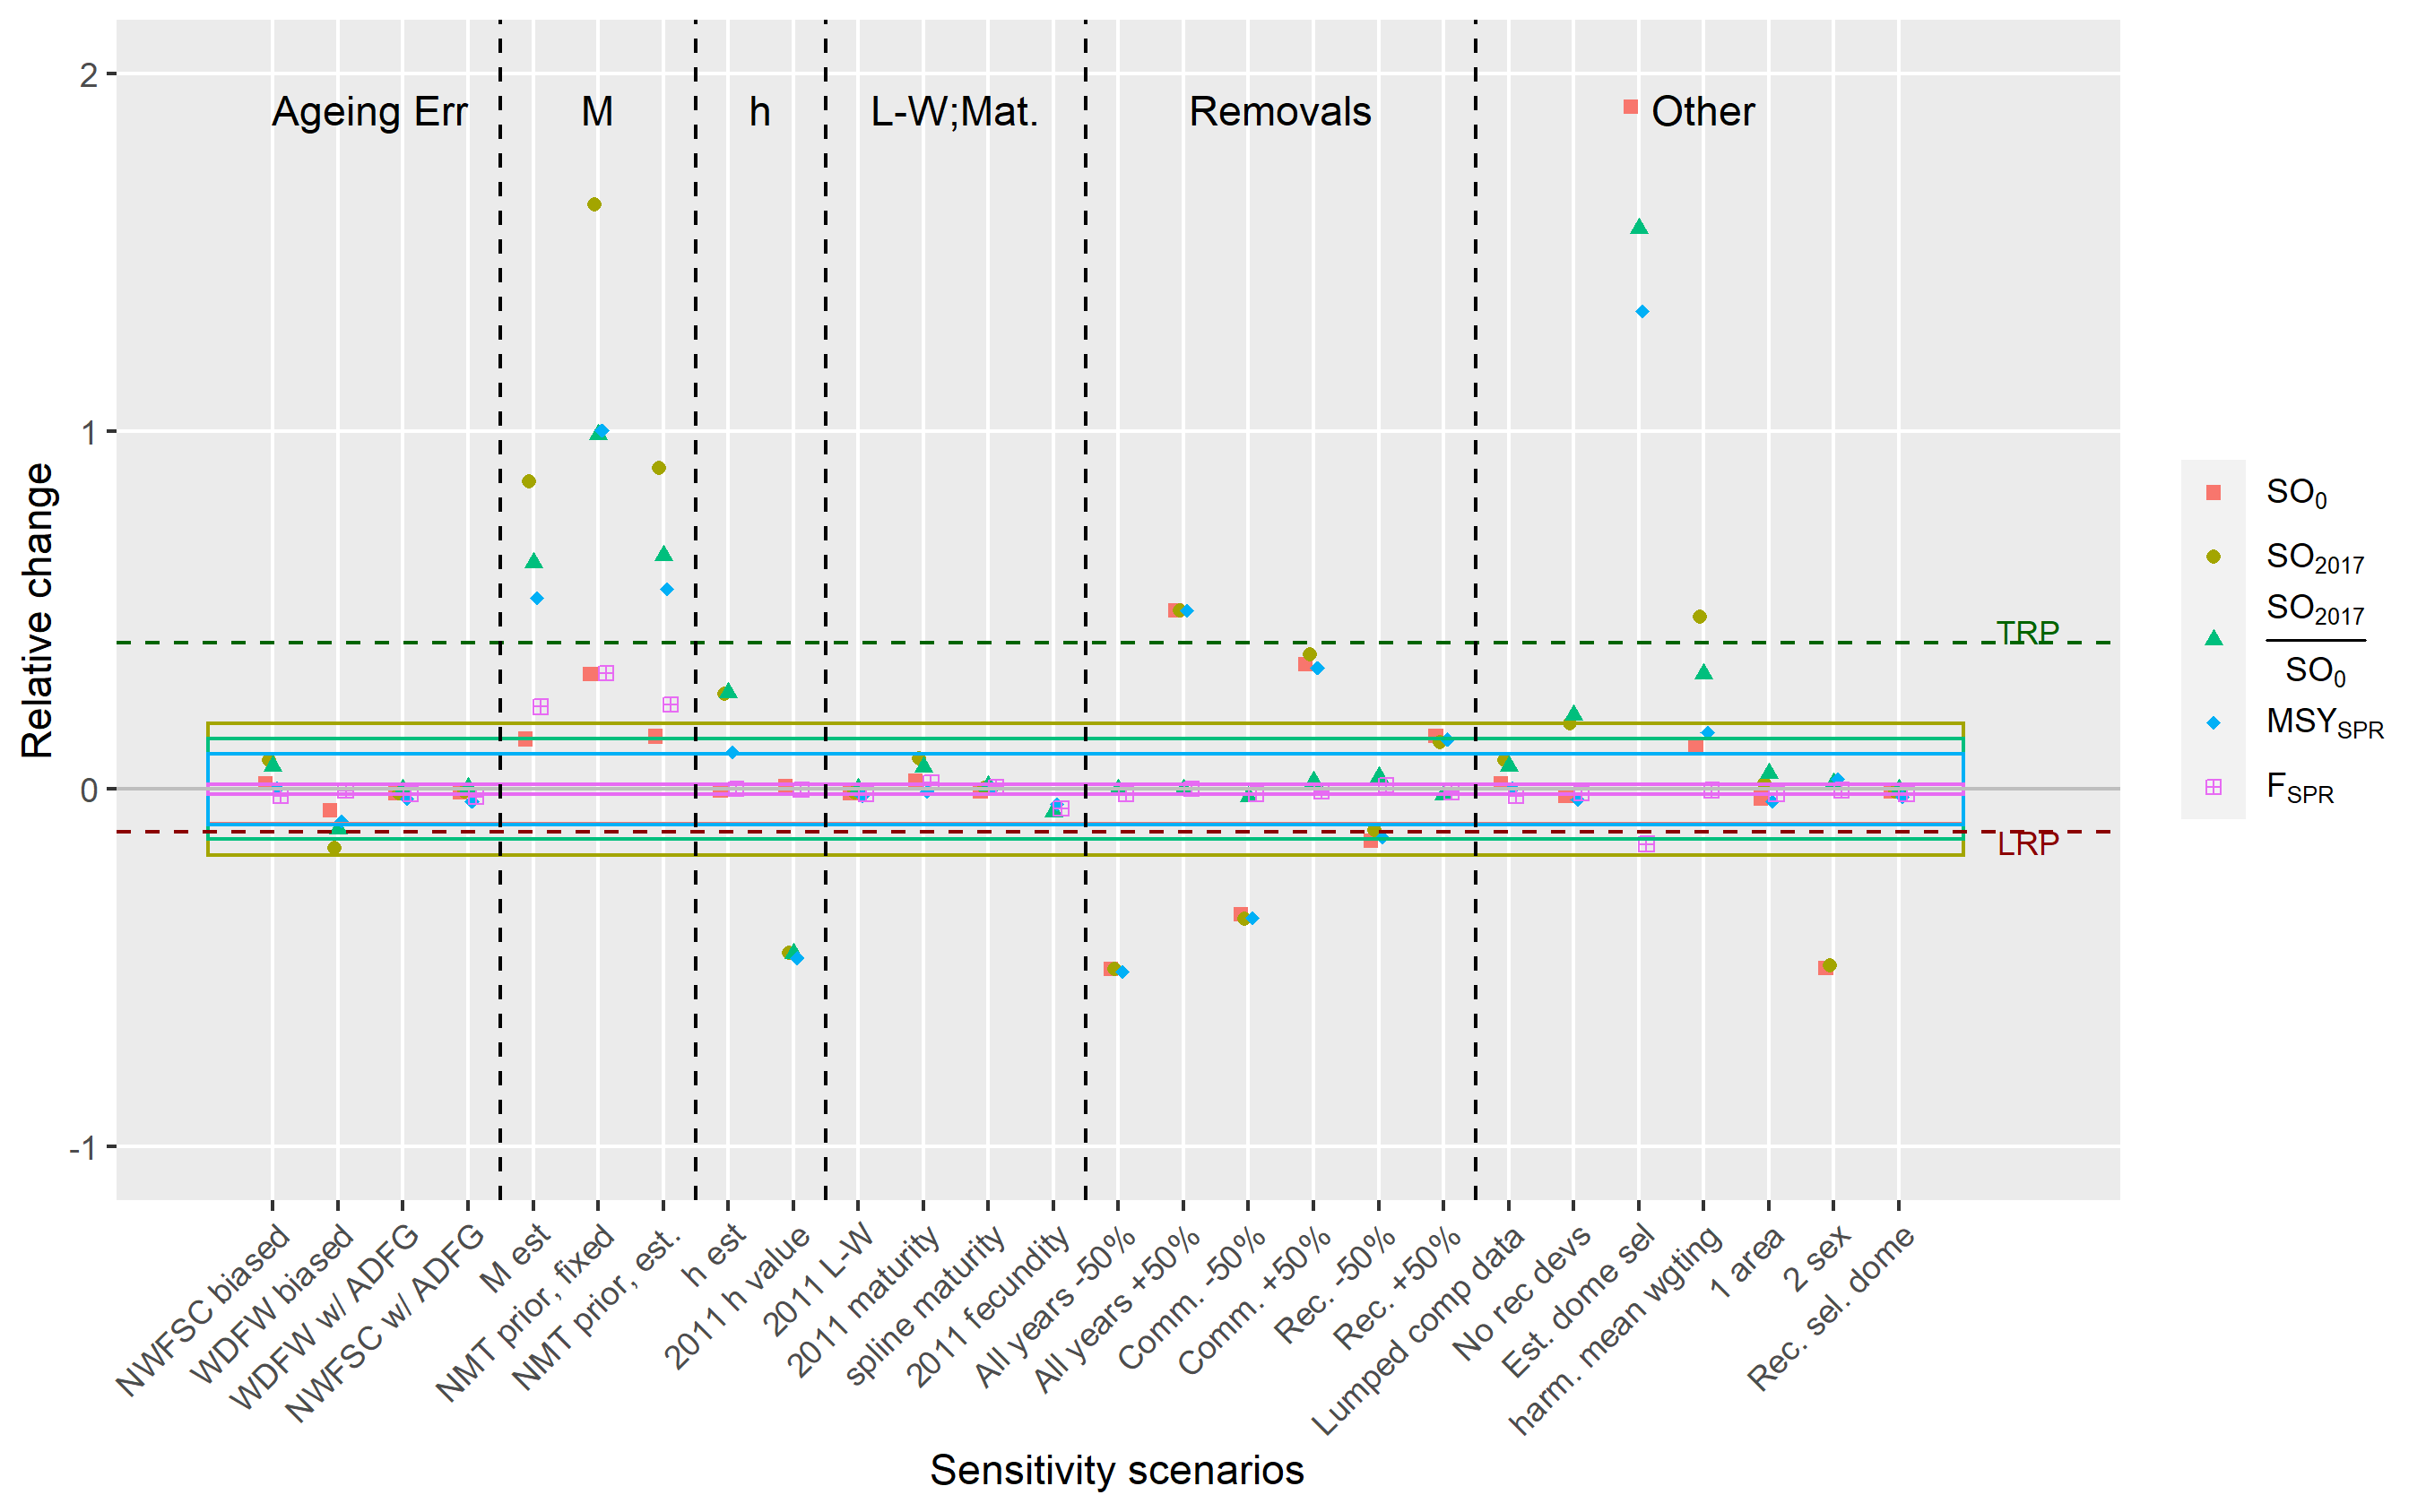 2
1
0
-1
Relative change
Ageing Err
M
h
L-W;Mat.
Removals
Other
TRP
LRP
NWFSC biased
WDFW biased
WDFW w/ ADFG
NWFSC w/ ADFG
M est
NMT prior, fixed
NMT prior, est.
h est
2011 h value
2011 L-W
2011 maturity
spline maturity
2011 fecundity
All years -50%
All years +50%
Comm. -50%
Comm. +50%
Rec. -50%
Rec. +50%
Lumped comp data
No rec devs
Est. dome sel
harm. mean wgting
1 area
2 sex
Rec. sel. dome
Sensitivity scenarios
SO0
SO2017
SO2017
SO0
MSYSPR
FSPR